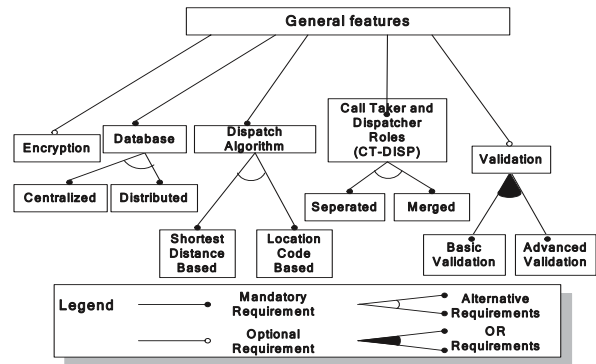 General features
Encryption
Database
Dispatch
Algorithm
Call Taker and
Dispatcher
Roles
(CT-DISP)
Validation
Centralized
Distributed
Seperated
Merged
Shortest
Distance
Based
Location
Code
Based
Basic
Validation
Advanced
Validation
Legend
Mandatory
Requirement
Alternative
Requirements
Optional
Requirement
OR
Requirements